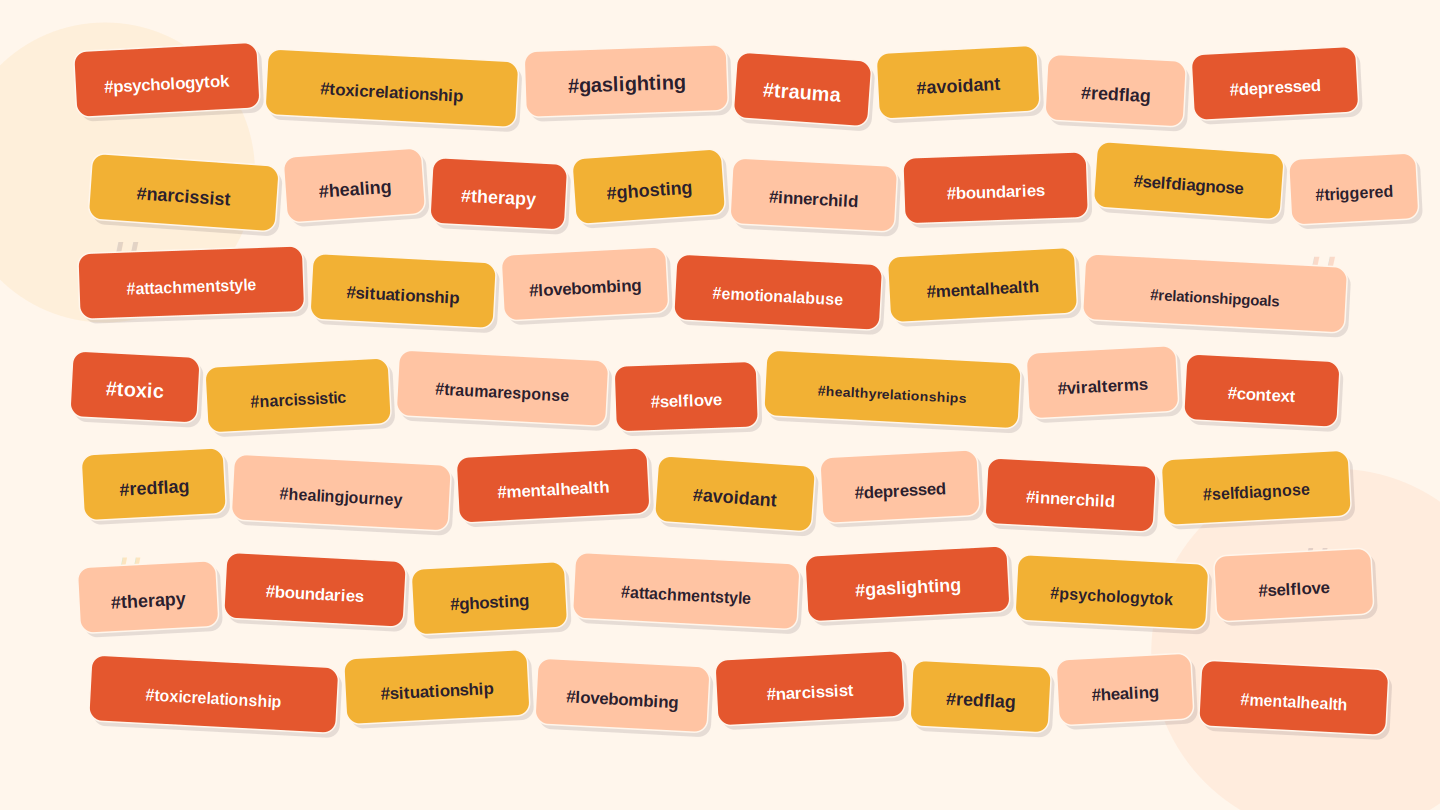 #psychologytok #toxicrelationship #gaslighting #trauma #avoidant #redflag #depressed
#narcissist #healing #therapy #ghosting #innerchild #boundaries #selfdiagnose #triggered
#attachmentstyle #situationship #lovebombing #emotionalabuse #mentalhealth #relationshipgoals
#toxic #narcissistic #traumaresponse #selflove #healthyrelationships #viralterms #context
#redflag #healingjourney #mentalhealth #avoidant #depressed #innerchild #selfdiagnose
#therapy #boundaries #ghosting #attachmentstyle #gaslighting #psychologytok #selflove
#toxicrelationship #situationship #lovebombing #narcissist #redflag #healing #mentalhealth